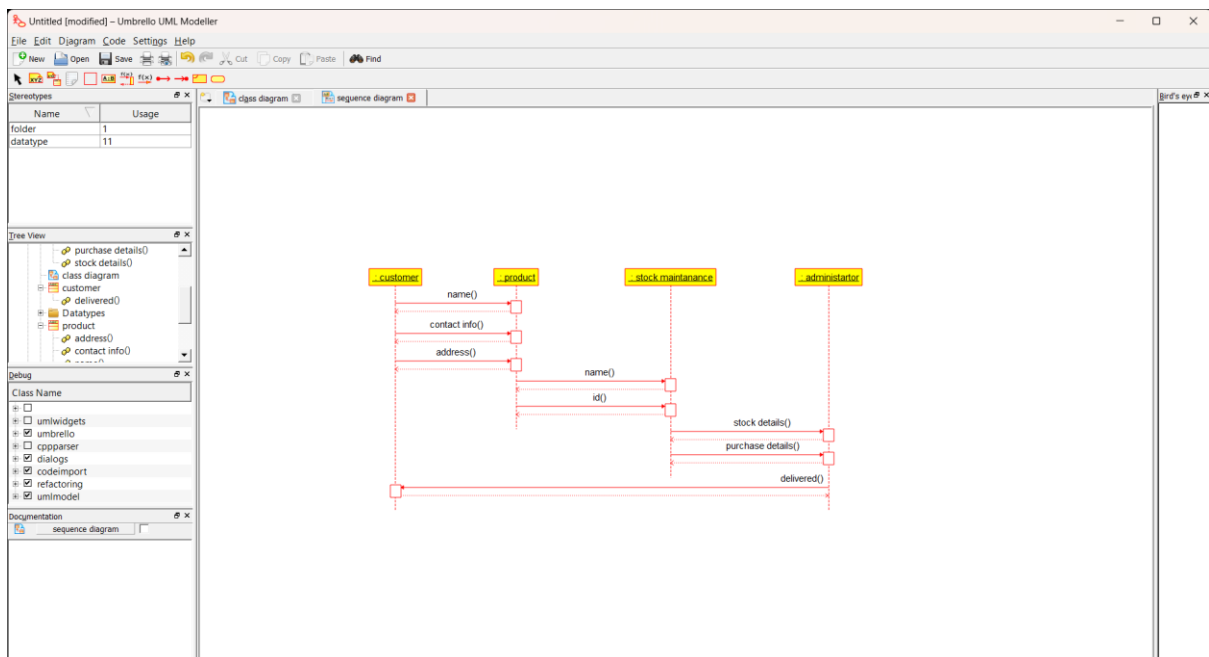 Untitled [modified] – Umbrello UML Modeller
File Edit Diagram Code Settings Help
New Open Save Cut Copy Paste Find
XYZ A:B f(g) f(x)
Stereotypes
Name Usage
folder 1
datatype 11
class diagram sequence diagram
Bird's eye
Tree View
purchase details()
stock details()
class diagram
customer
delivered()
Datatypes
product
address()
contact info()
name()
Debug
Class Name
umlwidgets
umbrello
cppparser
dialogs
codeimport
refactoring
umlmodel
Documentation
sequence diagram
: customer : product : stock maintanance : administartor
name()
contact info()
address()
name()
id()
stock details()
purchase details()
delivered()